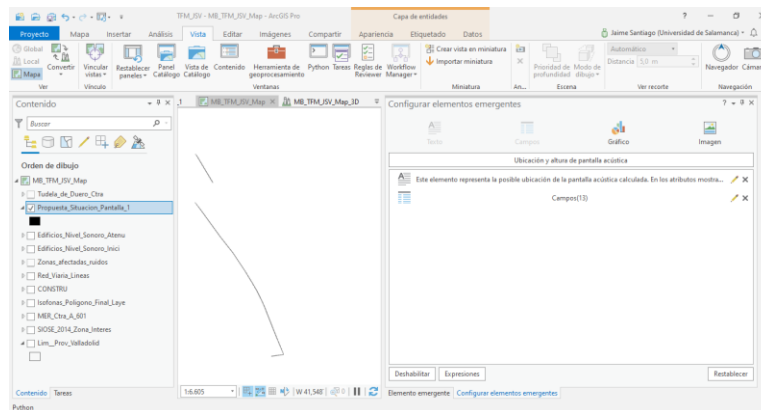 TFM_JSV - MB_TFM_JSV_Map - ArcGIS Pro
Capa de entidades
?
Proyecto Mapa Insertar Análisis Vista Editar Imágenes Compartir Apariencia Etiquetado Datos
Jaime Santiago (Universidad de Salamanca)
Global
Local
Mapa
Convertir
Vincular vistas
Restablecer paneles
Panel Catálogo
Vista de Catálogo
Contenido
Herramienta de geoprocesamiento
Python
Tareas
Reglas de Reviewer
Workflow Manager
Crear vista en miniatura
Importar miniatura
Prioridad de profundidad
Modo de dibujo
Automático
Distancia 5,0 m
Navegador
Cámar
Ver Vínculo Ventanas Miniatura An... Escena Ver recorte Navegación
Contenido
Buscar
Orden de dibujo
MB_TFM_JSV_Map
Tudela_de_Duero_Ctra
Propuesta_Situacion_Pantalla_1
Edificios_Nivel_Sonoro_Atenu
Edificios_Nivel_Sonoro_Inici
Zonas_afectadas_ruidos
Red_Viaria_Lineas
CONSTRU
Isofonas_Poligono_Final_Laye
MER_Ctra_A_601
SIOSE_2014_Zona_Interes
Lim__Prov_Valladolid
Contenido Tareas
Python
MB_TFM_JSV_Map
MB_TFM_JSV_Map_3D
1:6.605
Configurar elementos emergentes
?
Texto Campos Gráfico Imagen
Ubicación y altura de pantalla acústica
Este elemento representa la posible ubicación de la pantalla acústica calculada. En los atributos mostra...
Campos(13)
Deshabilitar Expresiones Restablecer
Elemento emergente Configurar elementos emergentes